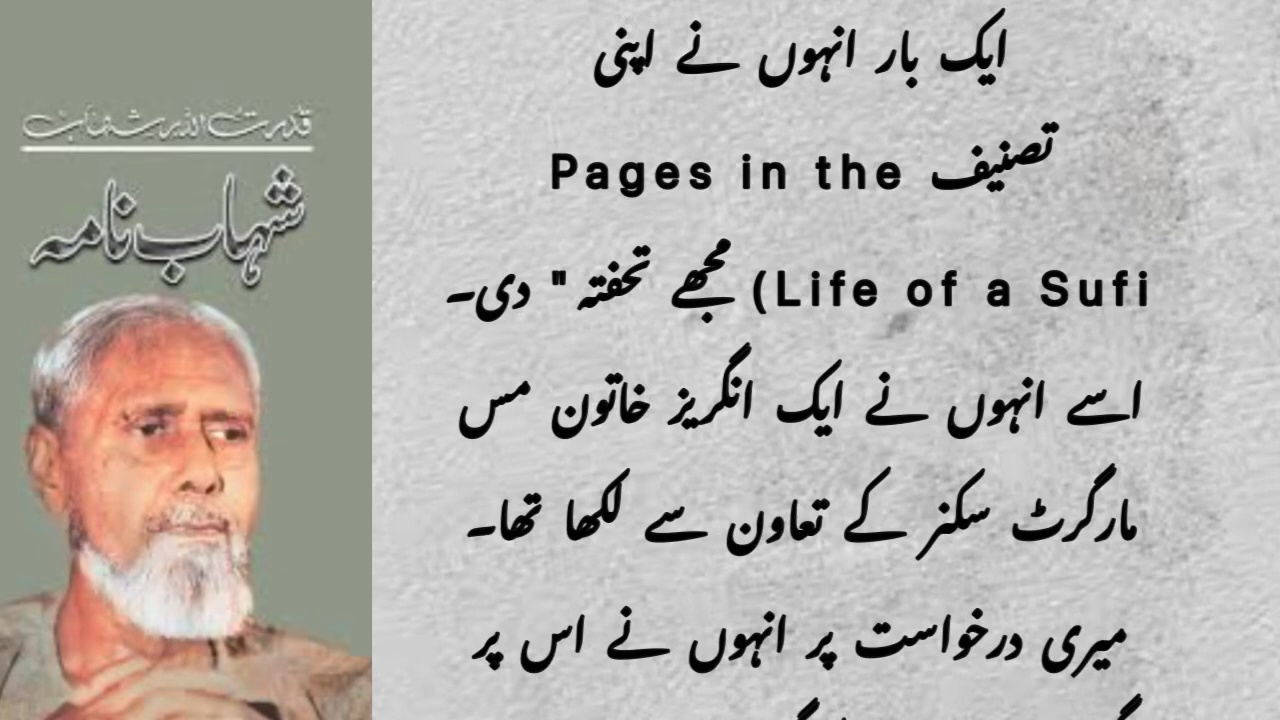 قدرت اللہ شہاب
شہاب نامہ
ایک بار انہوں نے اپنی
تصنیف Pages in the
Life of a Sufi) مجھے تحفتہ " دی۔
اسے انہوں نے ایک انگریز خاتون مس
مارگرٹ سکنر کے تعاون سے لکھا تھا۔
میری درخواست پر انہوں نے اس پر